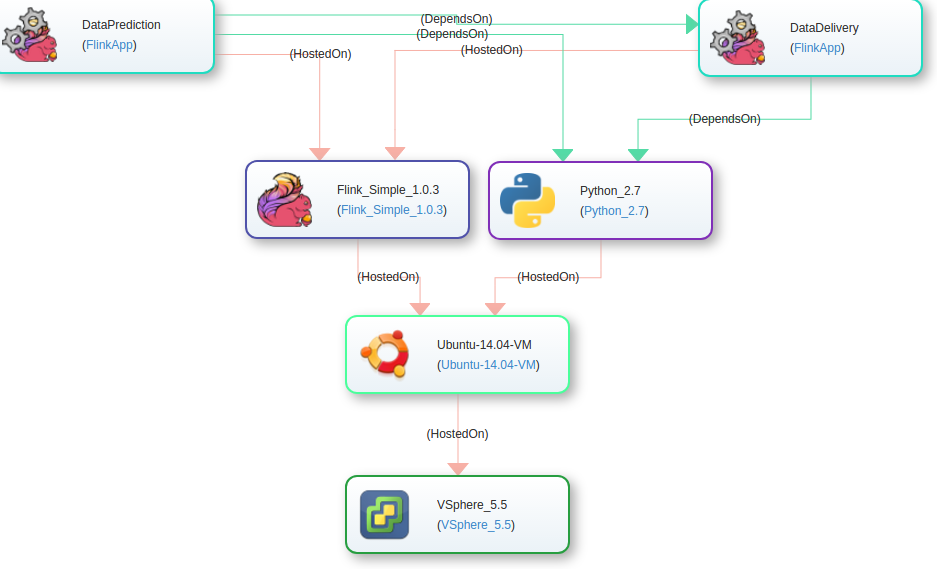 DataPrediction
(FlinkApp)
(DependsOn)
(DependsOn)
(HostedOn)
(HostedOn)
DataDelivery
(FlinkApp)
(DependsOn)
Flink_Simple_1.0.3
(Flink_Simple_1.0.3)
Python_2.7
(Python_2.7)
(HostedOn)
(HostedOn)
Ubuntu-14.04-VM
(Ubuntu-14.04-VM)
(HostedOn)
VSphere_5.5
(VSphere_5.5)